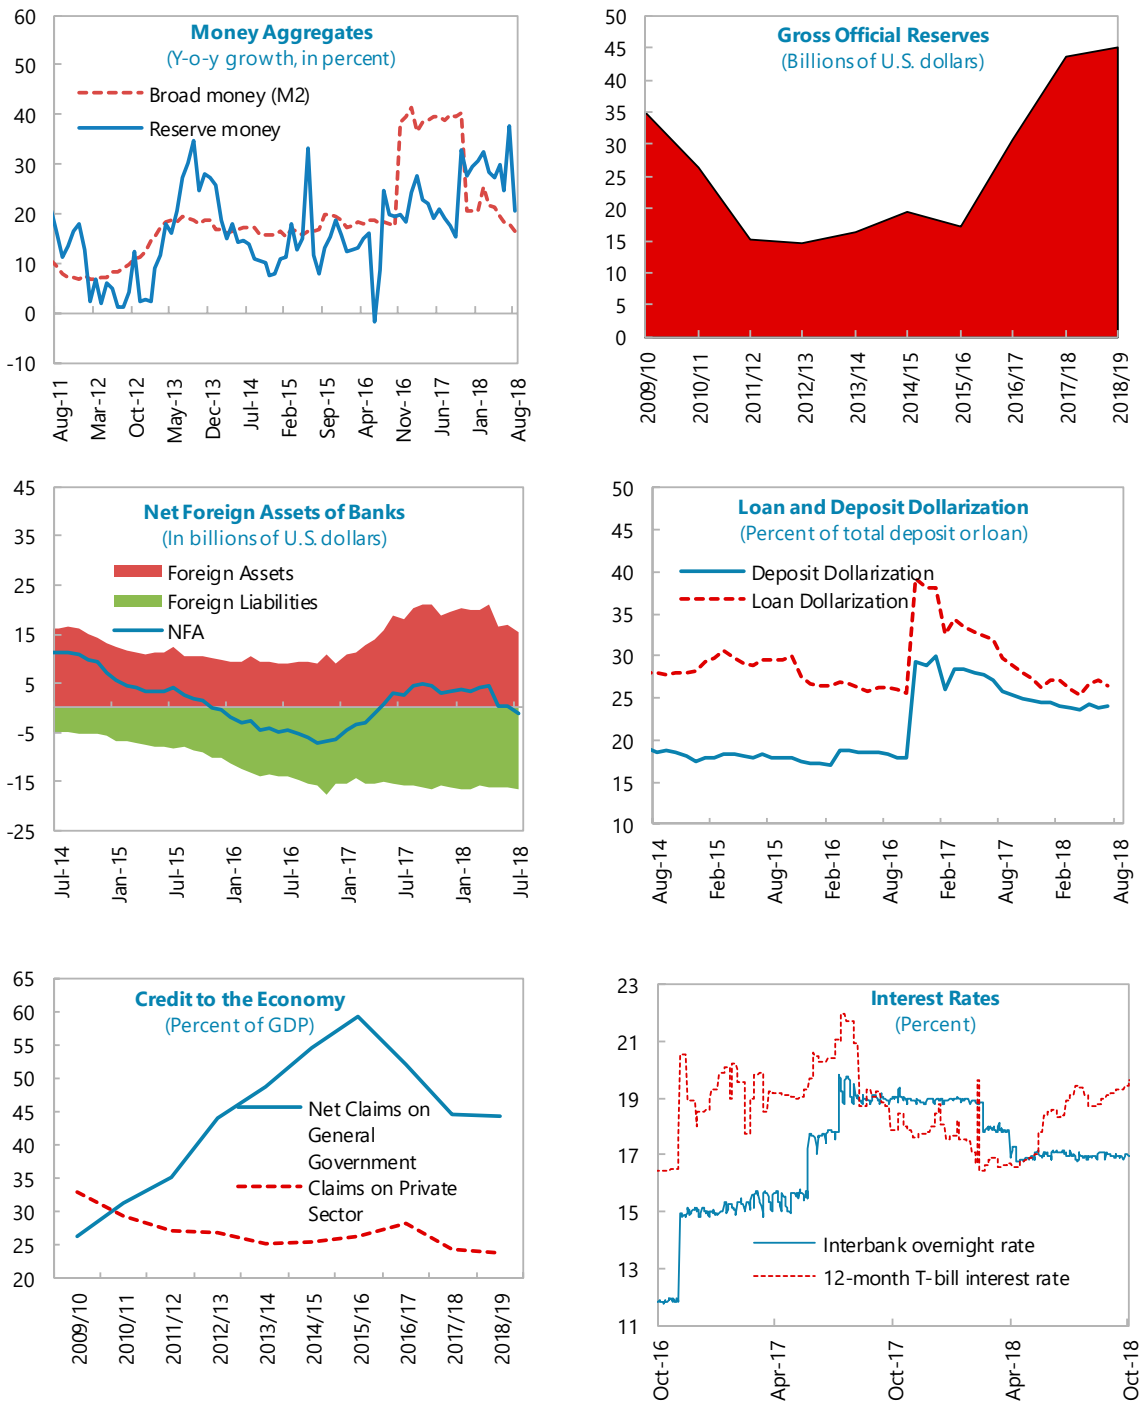 Money Aggregates
(Y-o-y growth, in percent)
Broad money (M2)
Reserve money
60
50
40
30
20
10
0
-10
Aug-11
Mar-12
Oct-12
May-13
Dec-13
Jul-14
Feb-15
Sep-15
Apr-16
Nov-16
Jun-17
Jan-18
Aug-18
Gross Official Reserves
(Billions of U.S. dollars)
50
45
40
35
30
25
20
15
10
5
0
2009/10
2010/11
2011/12
2012/13
2013/14
2014/15
2015/16
2016/17
2017/18
2018/19
Net Foreign Assets of Banks
(In billions of U.S. dollars)
Foreign Assets
Foreign Liabilities
NFA
45
35
25
15
5
-5
-15
-25
Jul-14
Jan-15
Jul-15
Jan-16
Jul-16
Jan-17
Jul-17
Jan-18
Jul-18
Loan and Deposit Dollarization
(Percent of total deposit or loan)
Deposit Dollarization
Loan Dollarization
50
45
40
35
30
25
20
15
10
Aug-14
Feb-15
Aug-15
Feb-16
Aug-16
Feb-17
Aug-17
Feb-18
Aug-18
Credit to the Economy
(Percent of GDP)
Net Claims on
General
Government
Claims on Private
Sector
65
60
55
50
45
40
35
30
25
20
2009/10
2010/11
2011/12
2012/13
2013/14
2014/15
2015/16
2016/17
2017/18
2018/19
Interest Rates
(Percent)
Interbank overnight rate
12-month T-bill interest rate
23
21
19
17
15
13
11
Oct-16
Apr-17
Oct-17
Apr-18
Oct-18